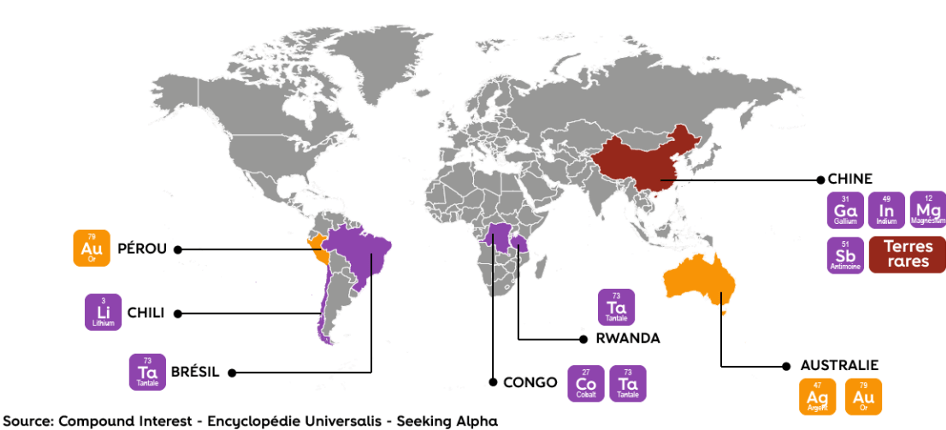 CHINE
31
Ga
Gallium
49
In
Indium
12
Mg
Magnésium
51
Sb
Antimoine
Terres
rares
79
Au
Or
PÉROU
3
Li
Lithium
CHILI
73
Ta
Tantale
BRÉSIL
73
Ta
Tantale
RWANDA
CONGO
27
Co
Cobalt
73
Ta
Tantale
AUSTRALIE
47
Ag
Argent
79
Au
Or
Source: Compound Interest - Encyclopédie Universalis - Seeking Alpha